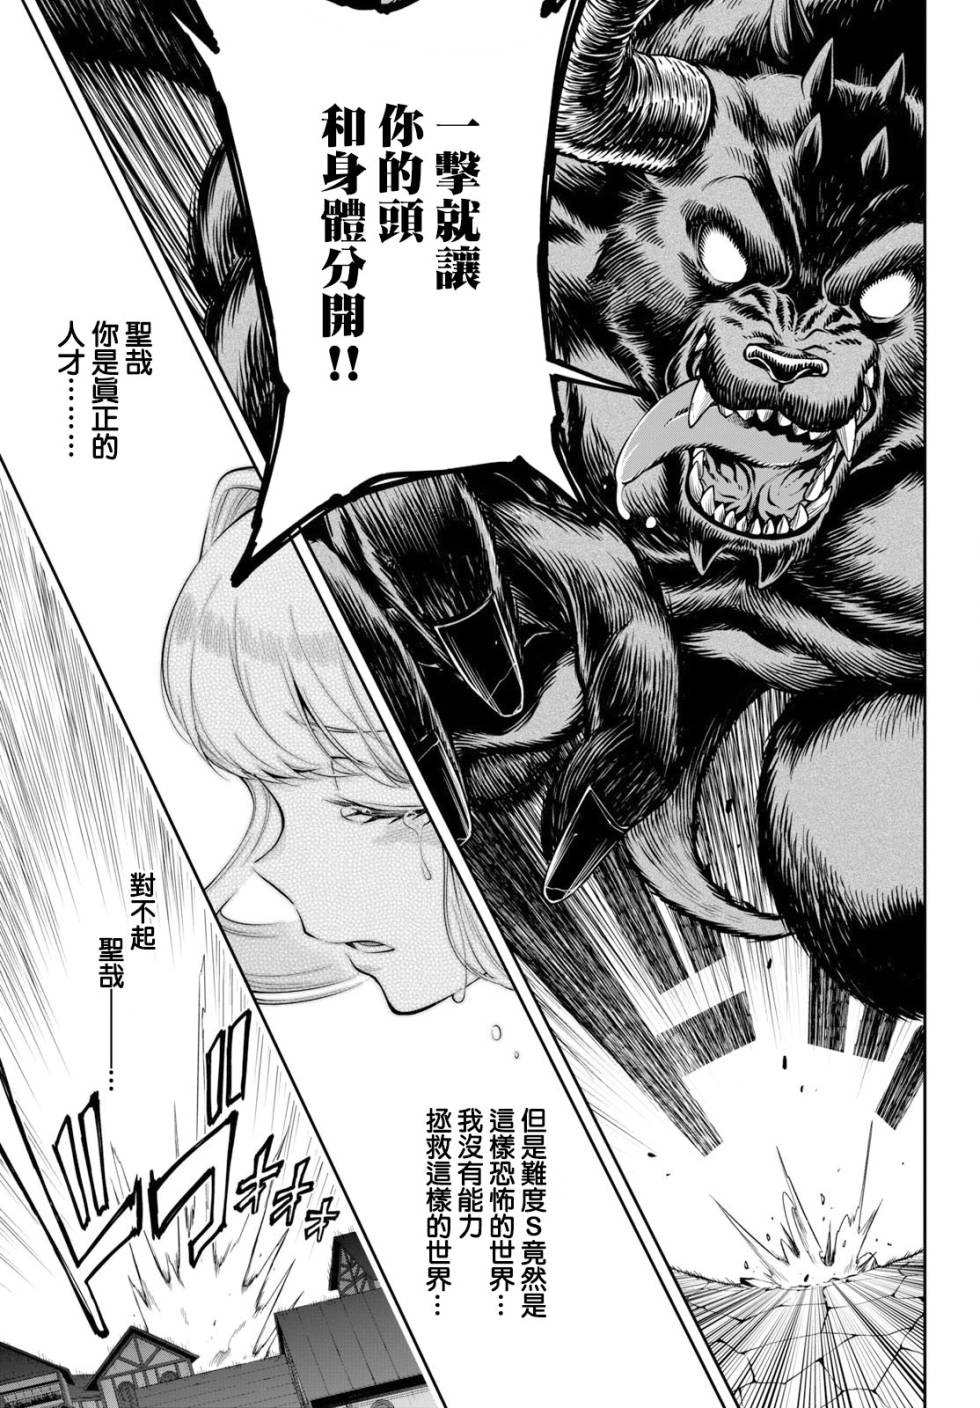 一擊就讓
你的頭
和身體分開!!
聖哉
你是眞正的
人才………
但是難度S竟然是
這樣恐怖的世界…
我沒有能力
拯救這樣的世界…
對不起
聖哉——…